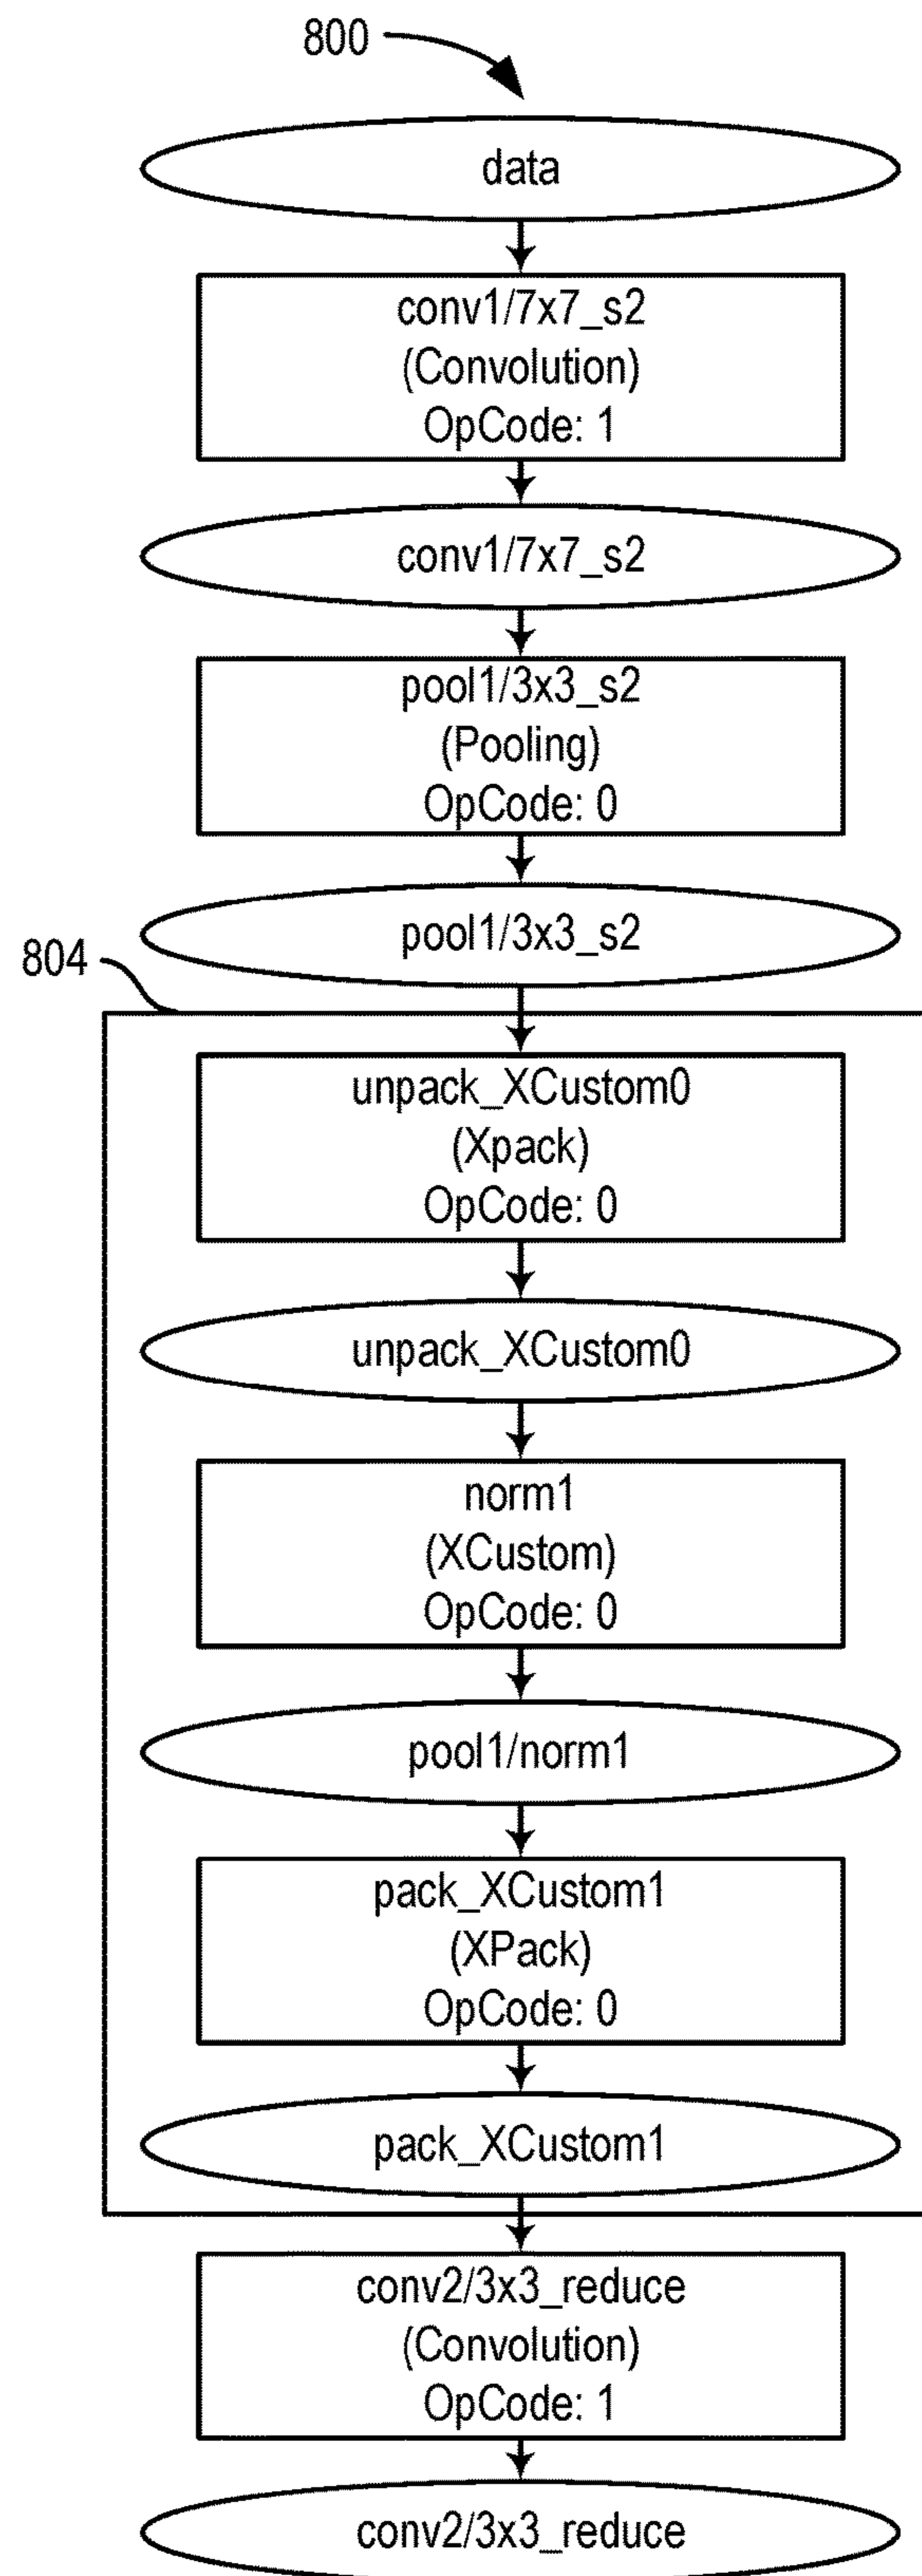 800
data
conv1/7x7_s2
(Convolution)
OpCode: 1
conv1/7x7_s2
pool1/3x3_s2
(Pooling)
OpCode: 0
pool1/3x3_s2
804
unpack_XCustom0
(Xpack)
OpCode: 0
unpack_XCustom0
norm1
(XCustom)
OpCode: 0
pool1/norm1
pack_XCustom1
(XPack)
OpCode: 0
pack_XCustom1
conv2/3x3_reduce
(Convolution)
OpCode: 1
conv2/3x3_reduce